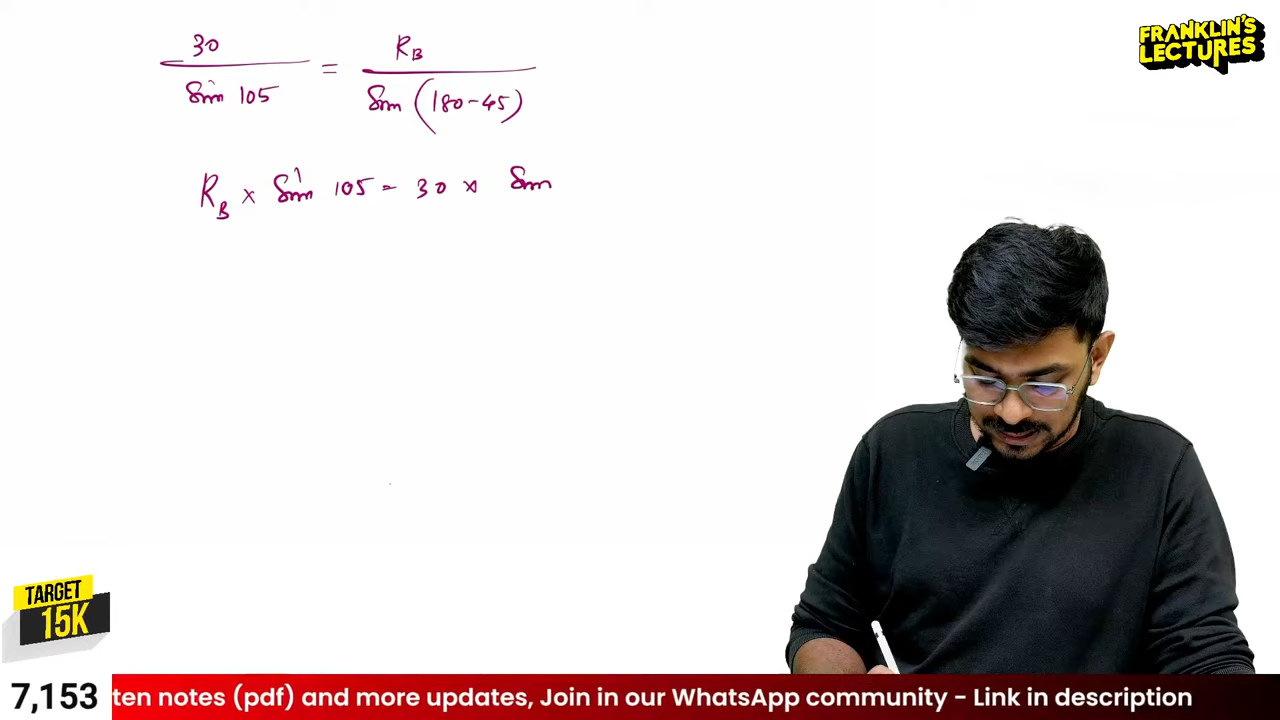 FRANKLIN'S
LECTURES
30 / Sin 105 = R_B / Sin (180-45)
R_B × Sin 105 = 30 × Sin
TARGET
15K
7,153
ten notes (pdf) and more updates, Join in our WhatsApp community - Link in description